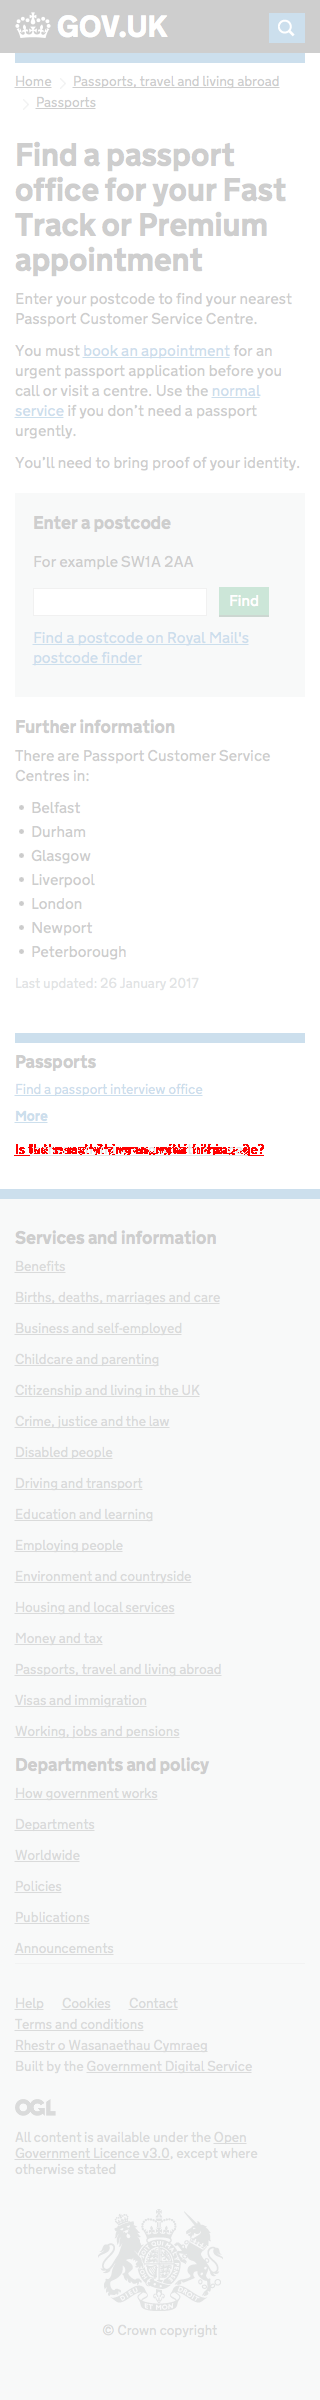 GOV.UK
Home > Passports, travel and living abroad
> Passports
Find a passport
office for your Fast
Track or Premium
appointment
Enter your postcode to find your nearest
Passport Customer Service Centre.
You must book an appointment for an
urgent passport application before you
call or visit a centre. Use the normal
service if you don't need a passport
urgently.
You'll need to bring proof of your identity.
Enter a postcode
For example SW1A 2AA
Find
Find a postcode on Royal Mail's
postcode finder
Further information
There are Passport Customer Service
Centres in:
• Belfast
• Durham
• Glasgow
• Liverpool
• London
• Newport
• Peterborough
Last updated: 26 January 2017
Passports
Find a passport interview office
More
Is
Services and information
Benefits
Births, deaths, marriages and care
Business and self-employed
Childcare and parenting
Citizenship and living in the UK
Crime, justice and the law
Disabled people
Driving and transport
Education and learning
Employing people
Environment and countryside
Housing and local services
Money and tax
Passports, travel and living abroad
Visas and immigration
Working, jobs and pensions
Departments and policy
How government works
Departments
Worldwide
Policies
Publications
Announcements
Help Cookies Contact
Terms and conditions
Rhestr o Wasanaethau Cymraeg
Built by the Government Digital Service
OGL
All content is available under the Open
Government Licence v3.0, except where
otherwise stated
© Crown copyright